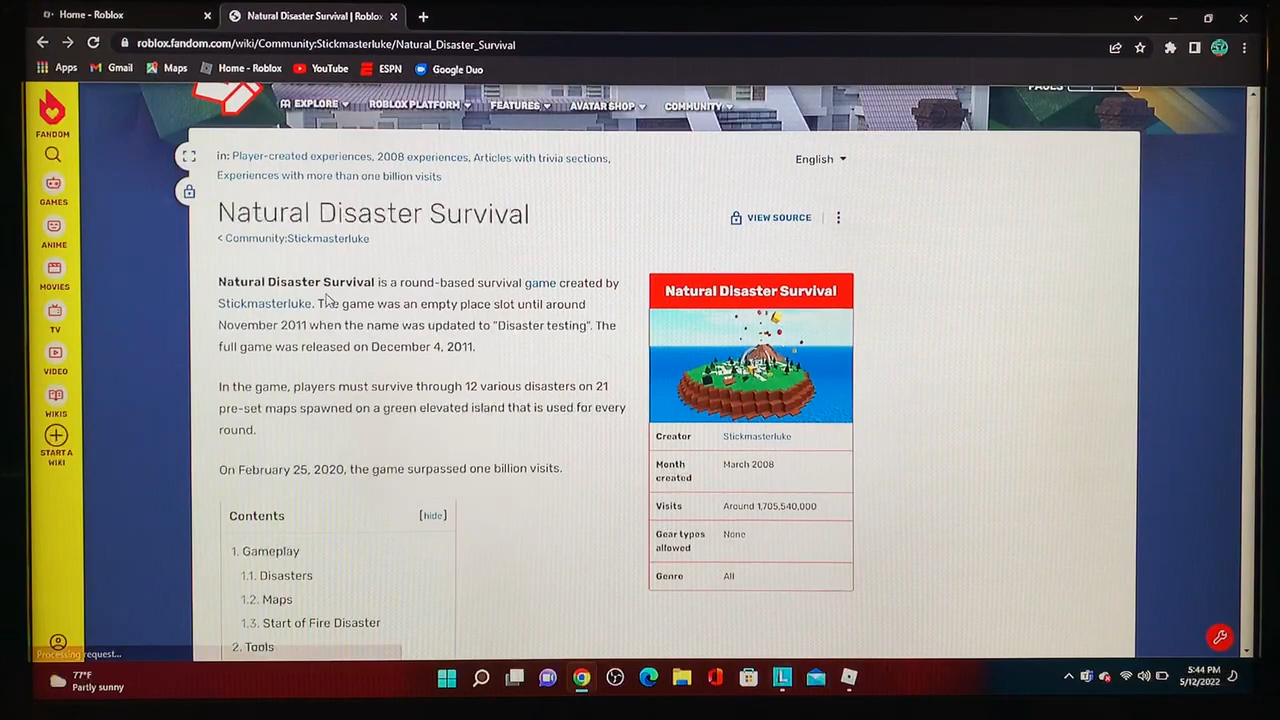 Home - Roblox
Natural Disaster Survival | Roblox
roblox.fandom.com/wiki/Community:Stickmasterluke/Natural_Disaster_Survival
Apps Gmail Maps Home - Roblox YouTube ESPN Google Duo
EXPLORE ROBLOX PLATFORM FEATURES AVATAR SHOP COMMUNITY PAGES
FANDOM
GAMES
ANIME
MOVIES
TV
VIDEO
WIKIS
START A
WIKI
in: Player-created experiences, 2008 experiences, Articles with trivia sections,
Experiences with more than one billion visits
English
Natural Disaster Survival
VIEW SOURCE
< Community:Stickmasterluke
Natural Disaster Survival is a round-based survival game created by
Stickmasterluke. The game was an empty place slot until around
November 2011 when the name was updated to "Disaster testing". The
full game was released on December 4, 2011.
In the game, players must survive through 12 various disasters on 21
pre-set maps spawned on a green elevated island that is used for every
round.
On February 25, 2020, the game surpassed one billion visits.
Contents [hide]
1. Gameplay
1.1. Disasters
1.2. Maps
1.3. Start of Fire Disaster
2. Tools
Natural Disaster Survival
Creator Stickmasterluke
Month
created
March 2008
Visits Around 1,705,540,000
Gear types
allowed
None
Genre All
Processing request...
77°F
Partly sunny
5:44 PM
5/12/2022